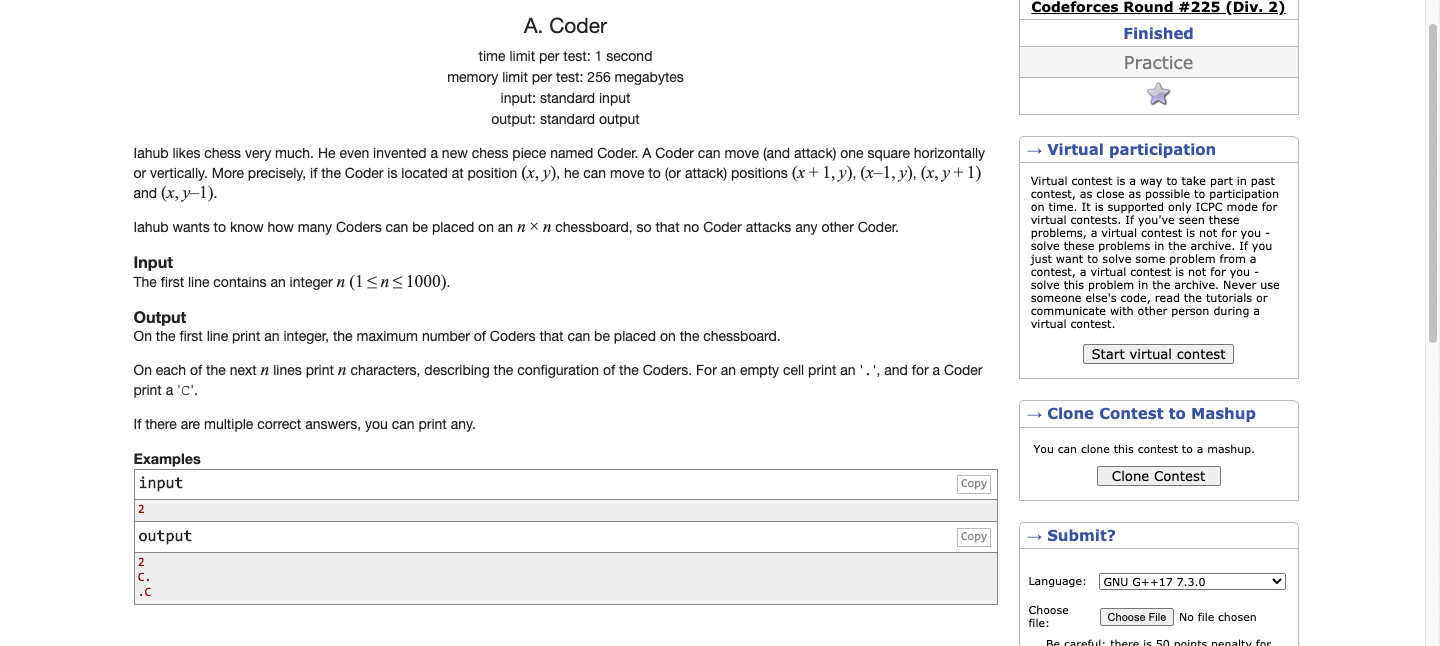 A. Coder
time limit per test: 1 second
memory limit per test: 256 megabytes
input: standard input
output: standard output
Iahub likes chess very much. He even invented a new chess piece named Coder. A Coder can move (and attack) one square horizontally
or vertically. More precisely, if the Coder is located at position (x, y), he can move to (or attack) positions (x + 1, y), (x–1, y), (x, y + 1)
and (x, y–1).
Iahub wants to know how many Coders can be placed on an n × n chessboard, so that no Coder attacks any other Coder.
Input
The first line contains an integer n (1 ≤ n ≤ 1000).
Output
On the first line print an integer, the maximum number of Coders that can be placed on the chessboard.
On each of the next n lines print n characters, describing the configuration of the Coders. For an empty cell print an '.', and for a Coder
print a 'C'.
If there are multiple correct answers, you can print any.
Examples
input
Copy
2
output
Copy
2
C.
.C
Codeforces Round #225 (Div. 2)
Finished
Practice
→ Virtual participation
Virtual contest is a way to take part in past
contest, as close as possible to participation
on time. It is supported only ICPC mode for
virtual contests. If you've seen these
problems, a virtual contest is not for you -
solve these problems in the archive. If you
just want to solve some problem from a
contest, a virtual contest is not for you -
solve this problem in the archive. Never use
someone else's code, read the tutorials or
communicate with other person during a
virtual contest.
Start virtual contest
→ Clone Contest to Mashup
You can clone this contest to a mashup.
Clone Contest
→ Submit?
Language: GNU G++17 7.3.0
Choose
file:
Choose File No file chosen
Be careful: there is 50 points penalty for